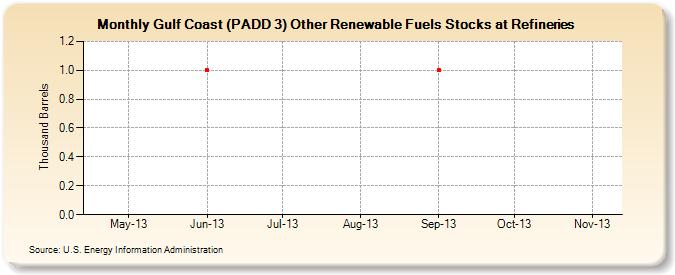 Monthly Gulf Coast (PADD 3) Other Renewable Fuels Stocks at Refineries
Thousand Barrels
1.2
1.0
0.8
0.6
0.4
0.2
0.0
May-13 Jun-13 Jul-13 Aug-13 Sep-13 Oct-13 Nov-13
Source: U.S. Energy Information Administration